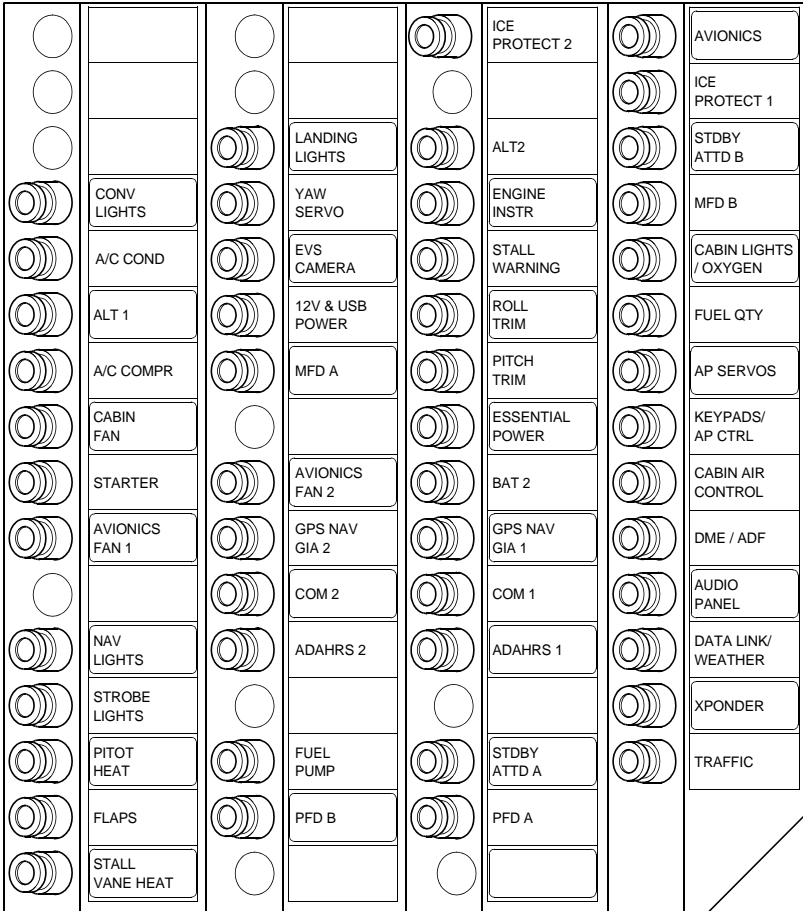 CONV
LIGHTS
A/C COND
ALT 1
A/C COMPR
CABIN
FAN
STARTER
AVIONICS
FAN 1
NAV
LIGHTS
STROBE
LIGHTS
PITOT
HEAT
FLAPS
STALL
VANE HEAT
LANDING
LIGHTS
YAW
SERVO
EVS
CAMERA
12V & USB
POWER
MFD A
AVIONICS
FAN 2
GPS NAV
GIA 2
COM 2
ADAHRS 2
FUEL
PUMP
PFD B
ICE
PROTECT 2
ALT2
ENGINE
INSTR
STALL
WARNING
ROLL
TRIM
PITCH
TRIM
ESSENTIAL
POWER
BAT 2
GPS NAV
GIA 1
COM 1
ADAHRS 1
STDBY
ATTD A
PFD A
AVIONICS
ICE
PROTECT 1
STDBY
ATTD B
MFD B
CABIN LIGHTS
/ OXYGEN
FUEL QTY
AP SERVOS
KEYPADS/
AP CTRL
CABIN AIR
CONTROL
DME / ADF
AUDIO
PANEL
DATA LINK/
WEATHER
XPONDER
TRAFFIC